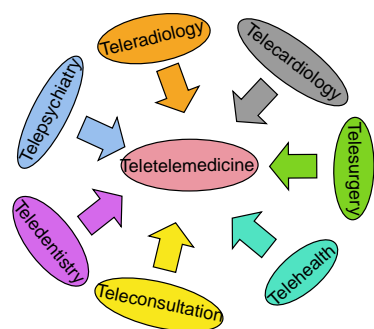 Teleradiology
Telecardiology
Telepsychiatry
Teletelemedicine
Telesurgery
Teledentistry
Telehealth
Teleconsultation